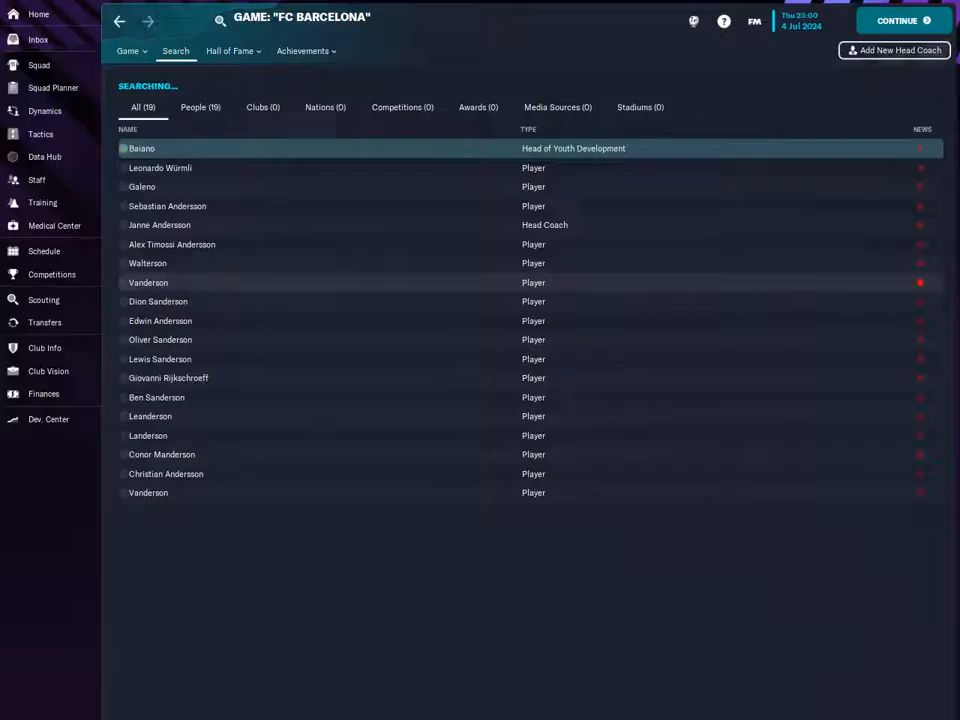 Home
Inbox
Squad
Squad Planner
Dynamics
Tactics
Data Hub
Staff
Training
Medical Center
Schedule
Competitions
Scouting
Transfers
Club Info
Club Vision
Finances
Dev. Center
GAME: "FC BARCELONA"
FM
Thu 23:00
4 Jul 2024
CONTINUE
Game Search Hall of Fame Achievements
Add New Head Coach
SEARCHING...
All (19) People (19) Clubs (0) Nations (0) Competitions (0) Awards (0) Media Sources (0) Stadiums (0)
NAME TYPE NEWS
Baiano Head of Youth Development
Leonardo Würmli Player
Galeno Player
Sebastian Andersson Player
Janne Andersson Head Coach
Alex Timossi Andersson Player
Walterson Player
Vanderson Player
Dion Sanderson Player
Edwin Andersson Player
Oliver Sanderson Player
Lewis Sanderson Player
Giovanni Rijkschroeff Player
Ben Sanderson Player
Leanderson Player
Landerson Player
Conor Manderson Player
Christian Andersson Player
Vanderson Player